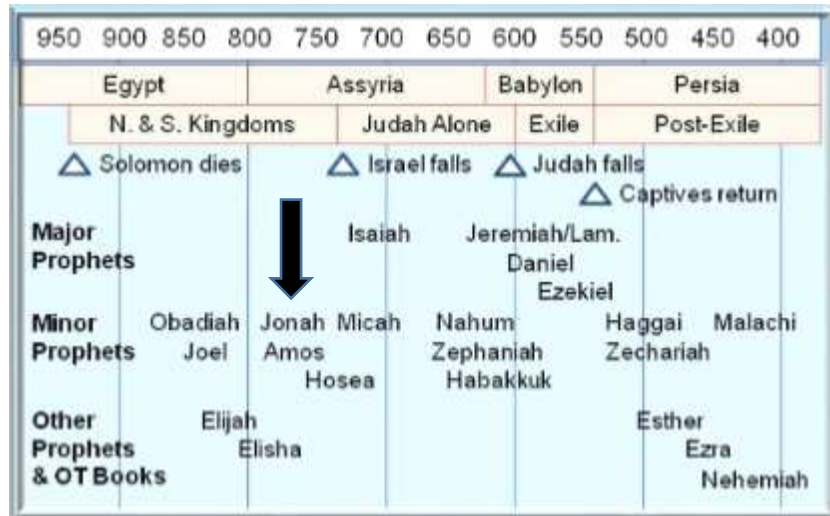 950 900 850 800 750 700 650 600 550 500 450 400
Egypt Assyria Babylon Persia
N. & S. Kingdoms Judah Alone Exile Post-Exile
Solomon dies Israel falls Judah falls
Captives return
Major Isaiah Jeremiah/Lam.
Prophets Daniel
Ezekiel
Minor Obadiah Jonah Micah Nahum Haggai Malachi
Prophets Joel Amos Zephaniah Zechariah
Hosea Habakkuk
Other Elijah Esther
Prophets Elisha Ezra
& OT Books Nehemiah